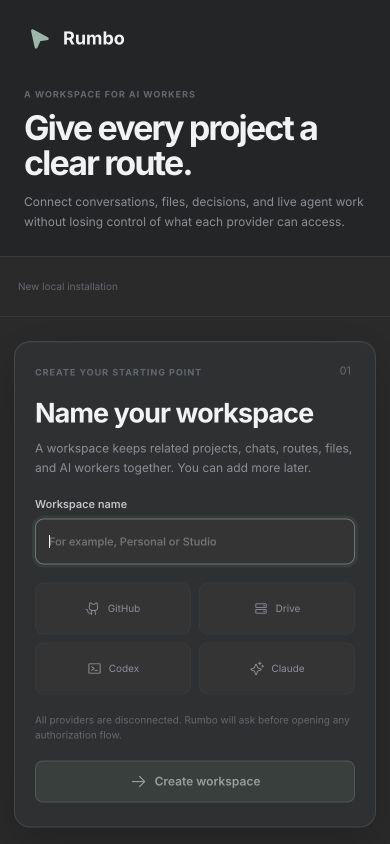 Rumbo
A WORKSPACE FOR AI WORKERS
Give every project a
clear route.
Connect conversations, files, decisions, and live agent work
without losing control of what each provider can access.
New local installation
CREATE YOUR STARTING POINT
01
Name your workspace
A workspace keeps related projects, chats, routes, files,
and AI workers together. You can add more later.
Workspace name
For example, Personal or Studio
GitHub
Drive
Codex
Claude
All providers are disconnected. Rumbo will ask before opening any
authorization flow.
Create workspace